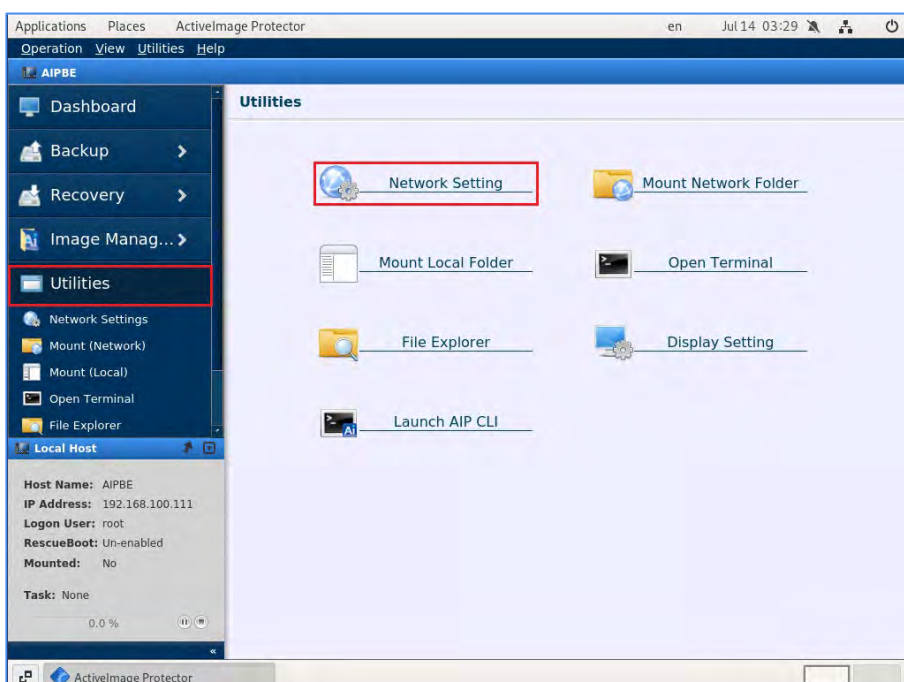 Applications Places ActiveImage Protector en Jul 14 03:29
Operation View Utilities Help
AIPBE
Dashboard
Backup
Recovery
Image Manag...
Utilities
Network Settings
Mount (Network)
Mount (Local)
Open Terminal
File Explorer
Local Host
Host Name: AIPBE
IP Address: 192.168.100.111
Logon User: root
RescueBoot: Un-enabled
Mounted: No
Task: None
0.0 %
«
Utilities
Network Setting
Mount Network Folder
Mount Local Folder
Open Terminal
File Explorer
Display Setting
Launch AIP CLI
Ai
ActiveImage Protector